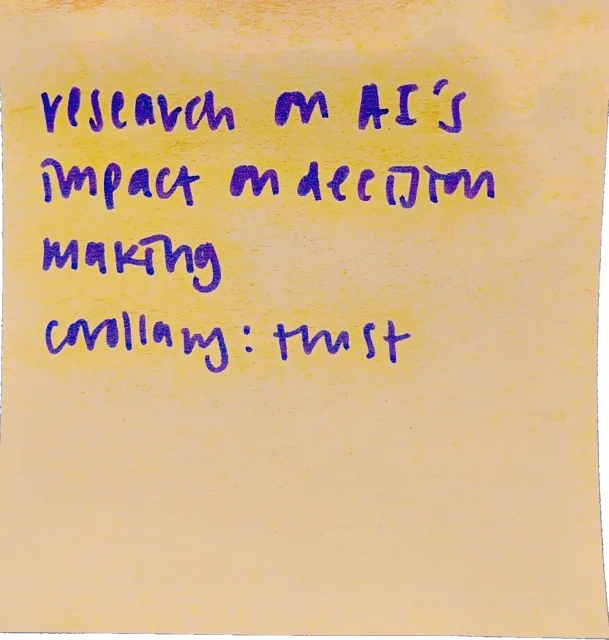 research on AI's
impact on decision
making
corollary: trust